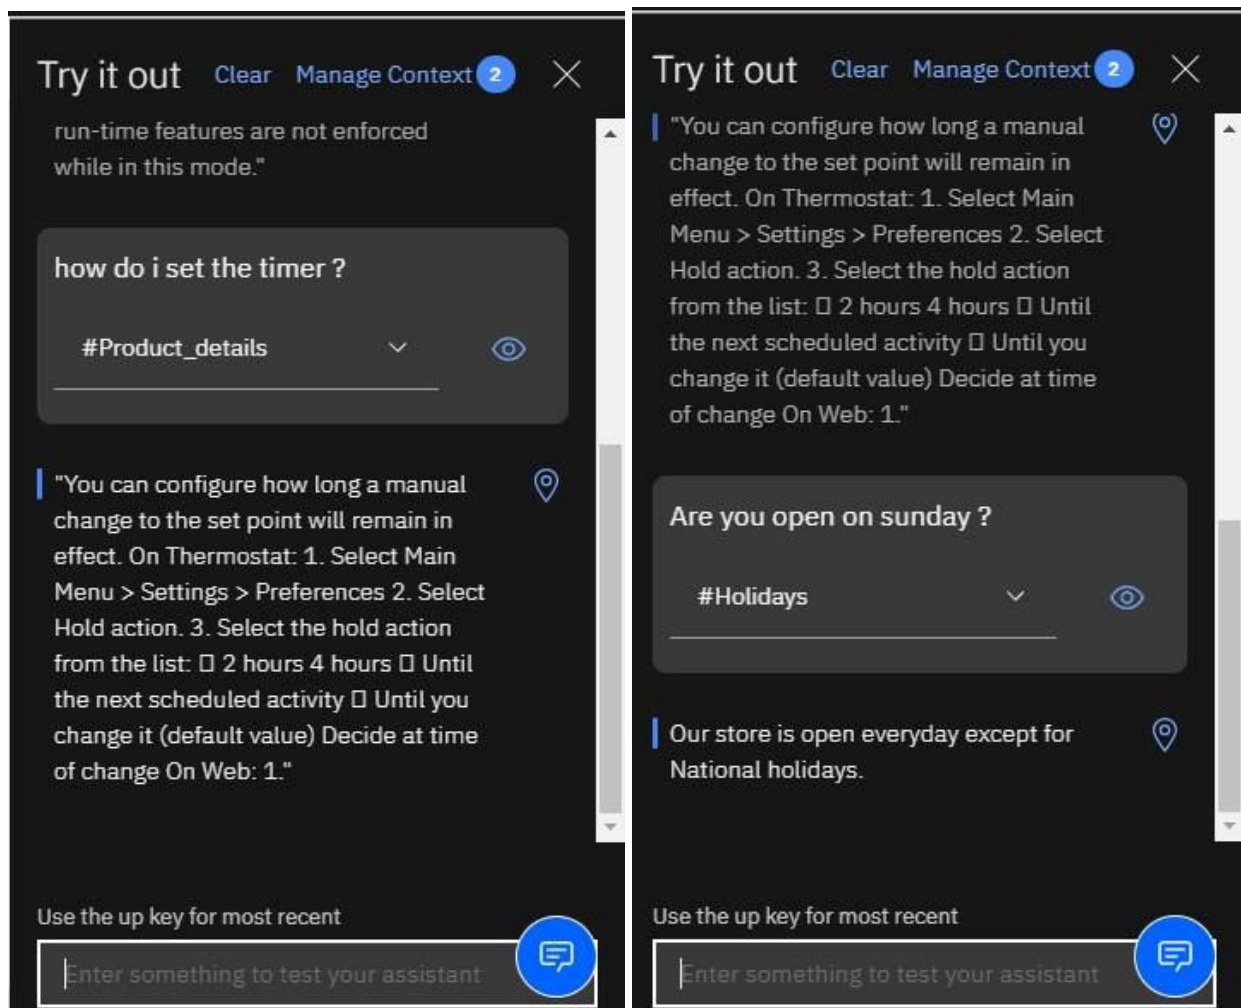 Try it out Clear Manage Context 2
run-time features are not enforced
while in this mode."
how do i set the timer ?
#Product_details
"You can configure how long a manual
change to the set point will remain in
effect. On Thermostat: 1. Select Main
Menu > Settings > Preferences 2. Select
Hold action. 3. Select the hold action
from the list: 2 hours 4 hours Until
the next scheduled activity Until you
change it (default value) Decide at time
of change On Web: 1."
Use the up key for most recent
Enter something to test your assistant
Try it out Clear Manage Context 2
"You can configure how long a manual
change to the set point will remain in
effect. On Thermostat: 1. Select Main
Menu > Settings > Preferences 2. Select
Hold action. 3. Select the hold action
from the list: 2 hours 4 hours Until
the next scheduled activity Until you
change it (default value) Decide at time
of change On Web: 1."
Are you open on sunday ?
#Holidays
Our store is open everyday except for
National holidays.
Use the up key for most recent
Enter something to test your assistant